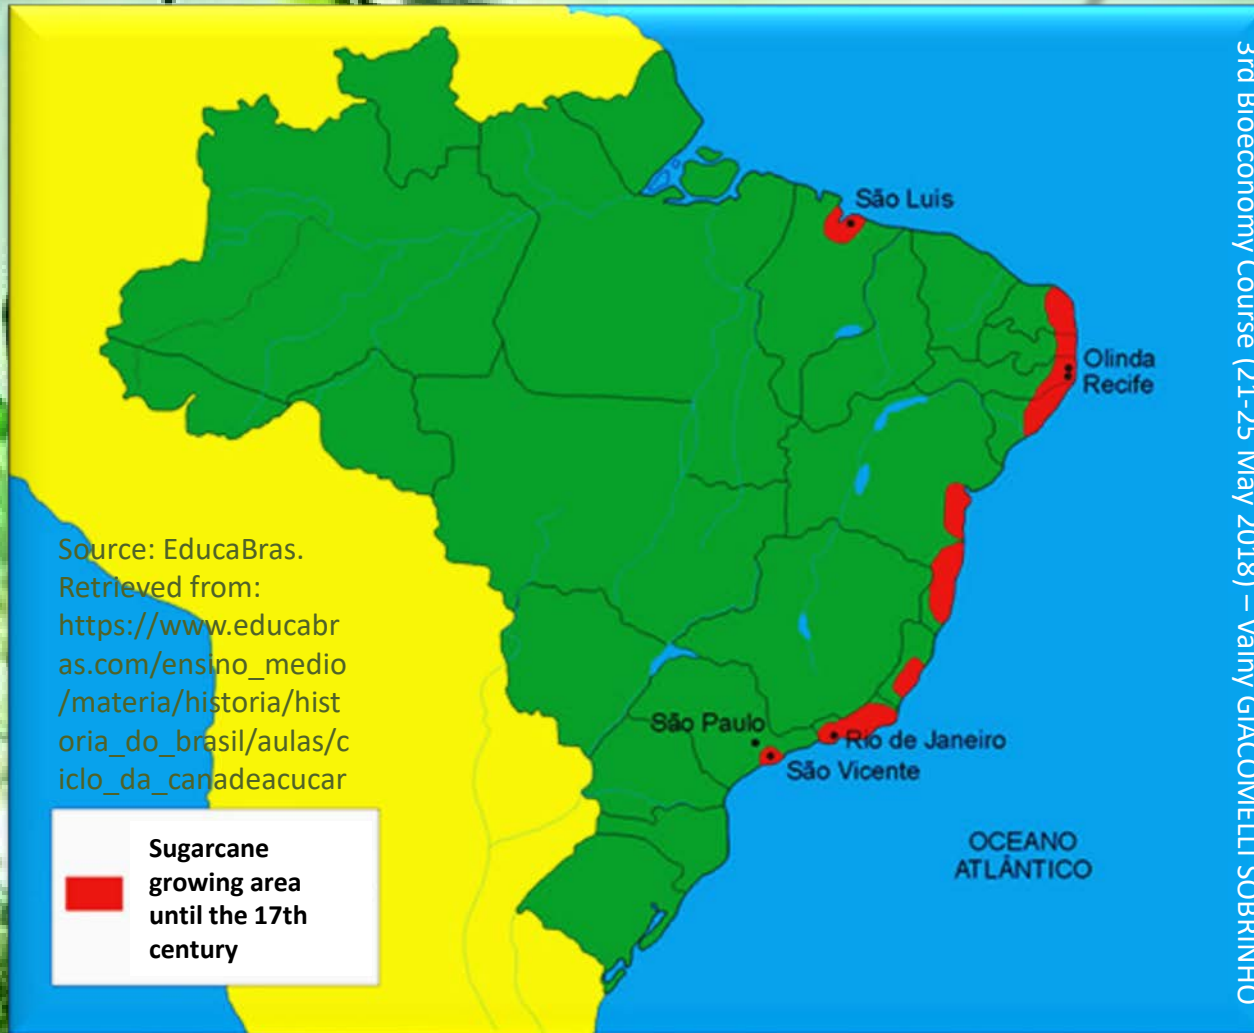 São Luis
Olinda
Recife
Source: EducaBras.
Retrieved from:
https://www.educabr
as.com/ensino_medio
/materia/historia/hist
oria_do_brasil/aulas/c
iclo_da_canadeacucar
São Paulo
Rio de Janeiro
São Vicente
OCEANO
ATLÂNTICO
Sugarcane
growing area
until the 17th
century
3rd Bioeconomy Course (21-25 May 2018) – Valny GIACOMELLI SOBRINHO